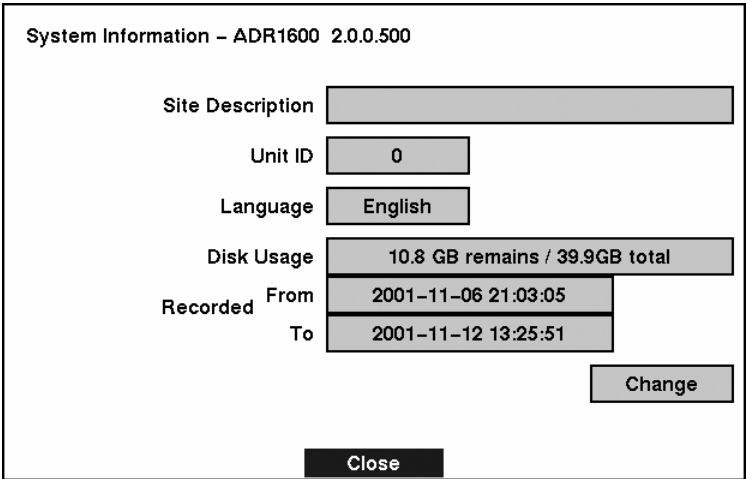 System Information – ADR1600 2.0.0.500
Site Description
Unit ID 0
Language English
Disk Usage 10.8 GB remains / 39.9GB total
Recorded From 2001–11–06 21:03:05
To 2001–11–12 13:25:51
Change
Close